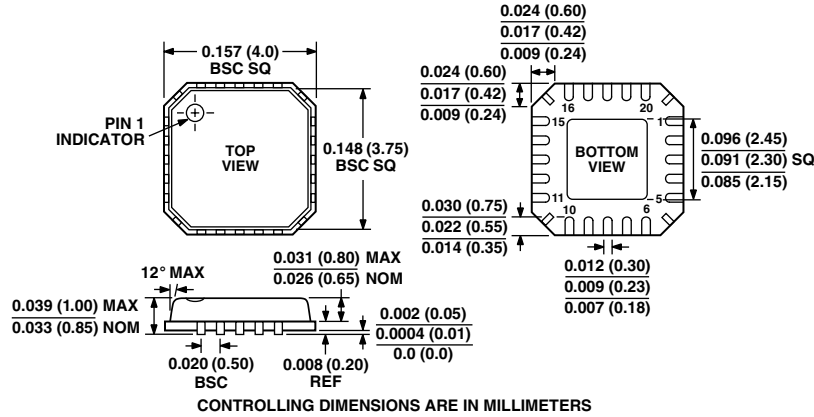 0.157 (4.0)
BSC SQ
PIN 1
INDICATOR
TOP
VIEW
0.148 (3.75)
BSC SQ
0.024 (0.60)
0.017 (0.42)
0.009 (0.24)
0.024 (0.60)
0.017 (0.42)
0.009 (0.24)
16
20
15
1
BOTTOM
VIEW
11
10
6
5
0.096 (2.45)
0.091 (2.30) SQ
0.085 (2.15)
0.030 (0.75)
0.022 (0.55)
0.014 (0.35)
0.012 (0.30)
0.009 (0.23)
0.007 (0.18)
12° MAX
0.031 (0.80) MAX
0.026 (0.65) NOM
0.039 (1.00) MAX
0.033 (0.85) NOM
0.002 (0.05)
0.0004 (0.01)
0.0 (0.0)
0.020 (0.50)
BSC
0.008 (0.20)
REF
CONTROLLING DIMENSIONS ARE IN MILLIMETERS